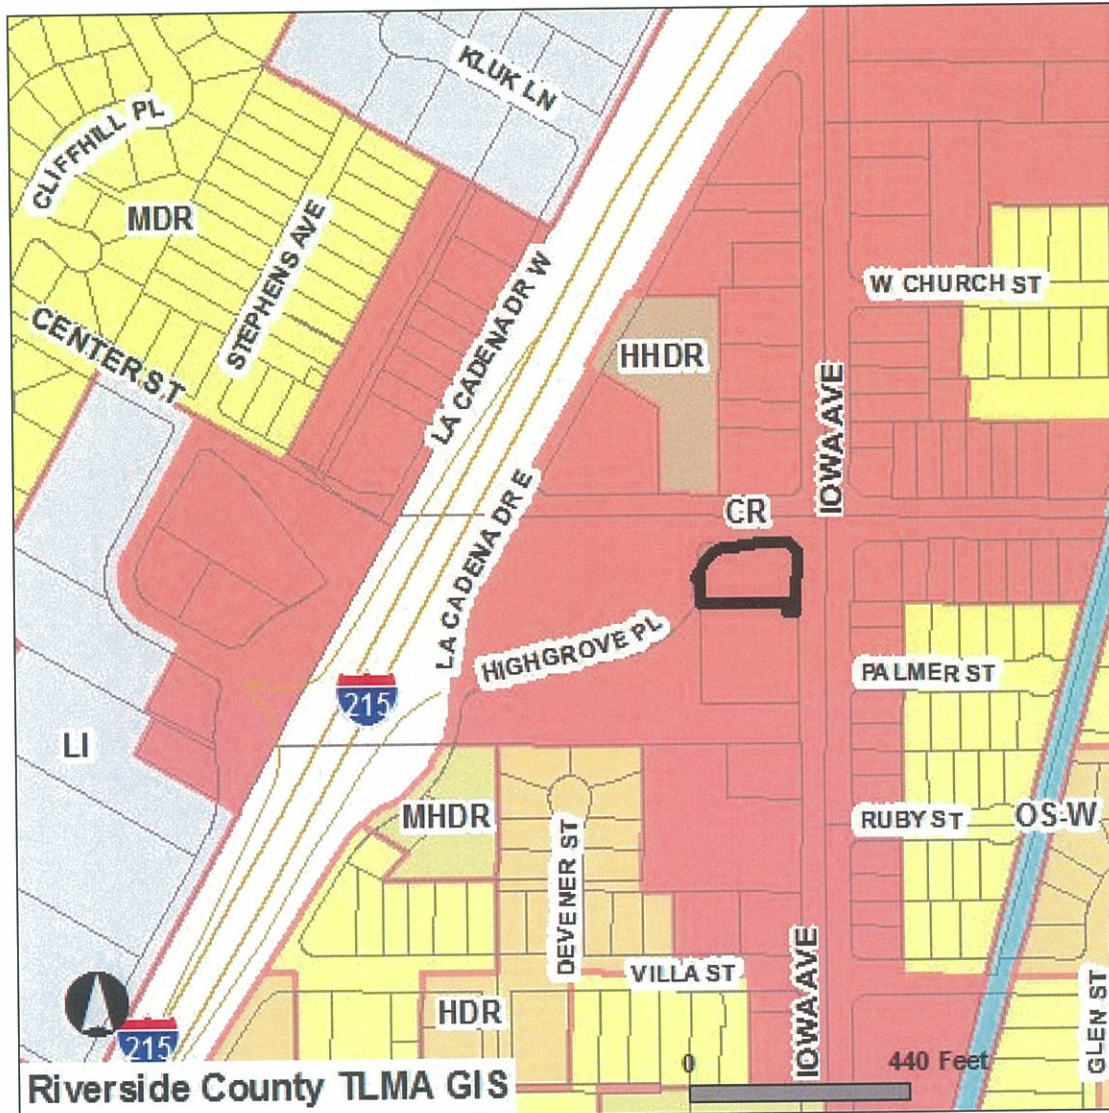 KLUK LN
CLIFFHILL PL
MDR
STEPHENS AVE
LA CADENA DR W
W CHURCH ST
CENTER ST
HHDR
IOWA AVE
CR
LA CADENA DR E
HIGHGROVE PL
PALMER ST
215
LI
MHDR
RUBY ST
OS-W
DEVENER ST
VILLA ST
IOWA AVE
HDR
GLEN ST
215
0 440 Feet
Riverside County TLMA GIS